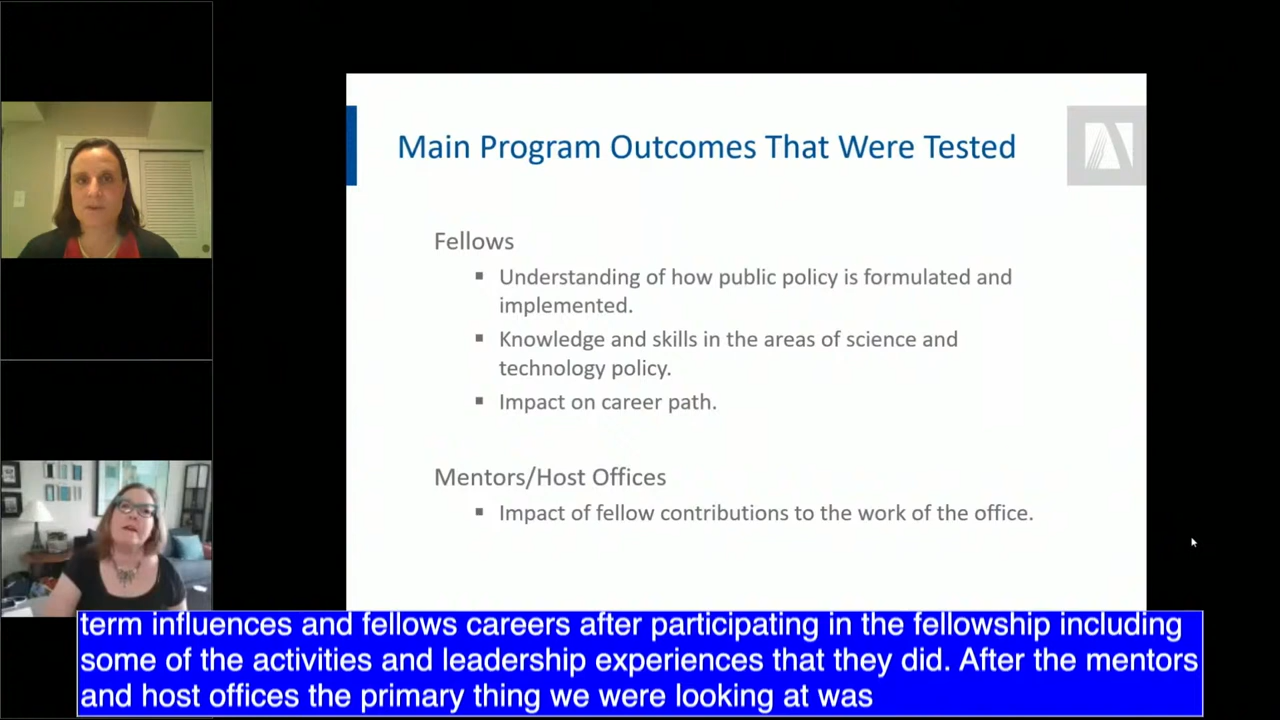 Main Program Outcomes That Were Tested
Fellows
▪ Understanding of how public policy is formulated and
implemented.
▪ Knowledge and skills in the areas of science and
technology policy.
▪ Impact on career path.
Mentors/Host Offices
▪ Impact of fellow contributions to the work of the office.
term influences and fellows careers after participating in the fellowship including
some of the activities and leadership experiences that they did. After the mentors
and host offices the primary thing we were looking at was